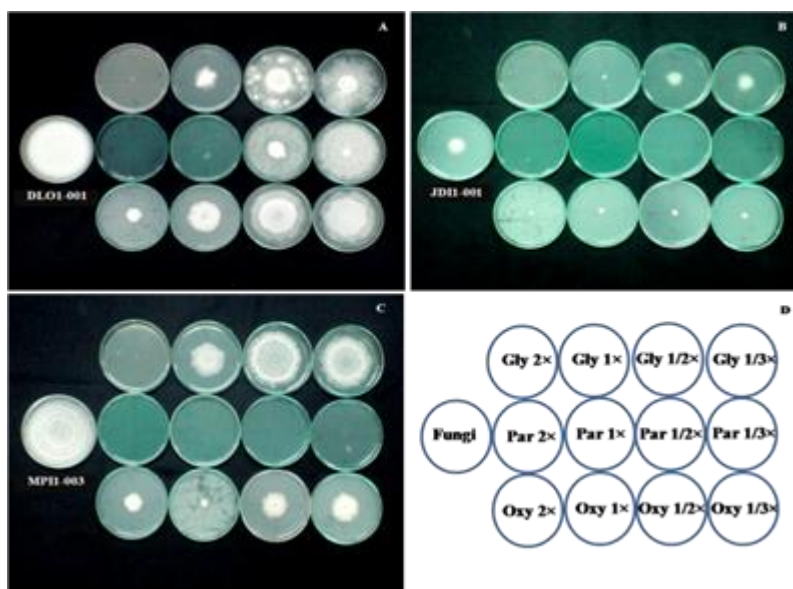 A
DLO1-001
B
JDI1-001
C
MPI1-003
D
Gly 2× Gly 1× Gly 1/2× Gly 1/3×
Fungi Par 2× Par 1× Par 1/2× Par 1/3×
Oxy 2× Oxy 1× Oxy 1/2× Oxy 1/3×